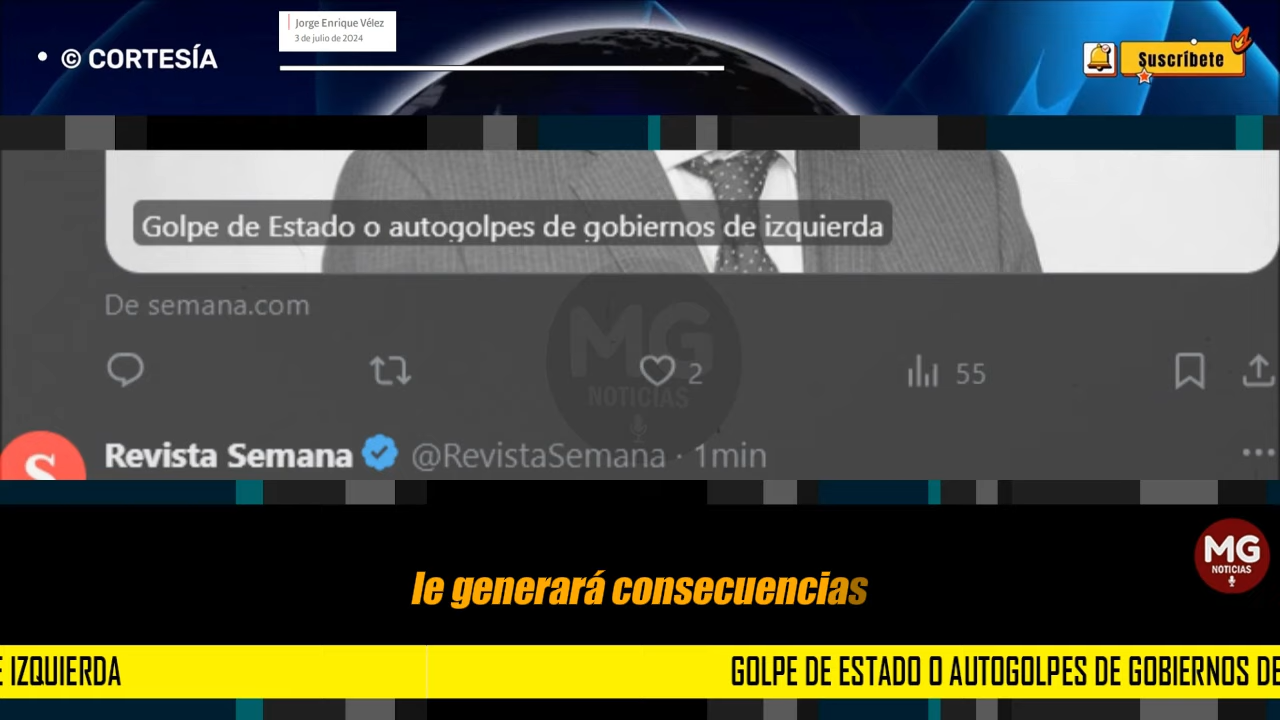 Jorge Enrique Vélez
3 de julio de 2024
• © CORTESÍA
Suscríbete
Golpe de Estado o autogolpes de gobiernos de izquierda
De semana.com
2
55
MG
NOTICIAS
Revista Semana @RevistaSemana · 1min
S
MG
NOTICIAS
le generará consecuencias
E IZQUIERDA
GOLPE DE ESTADO O AUTOGOLPES DE GOBIERNOS DE